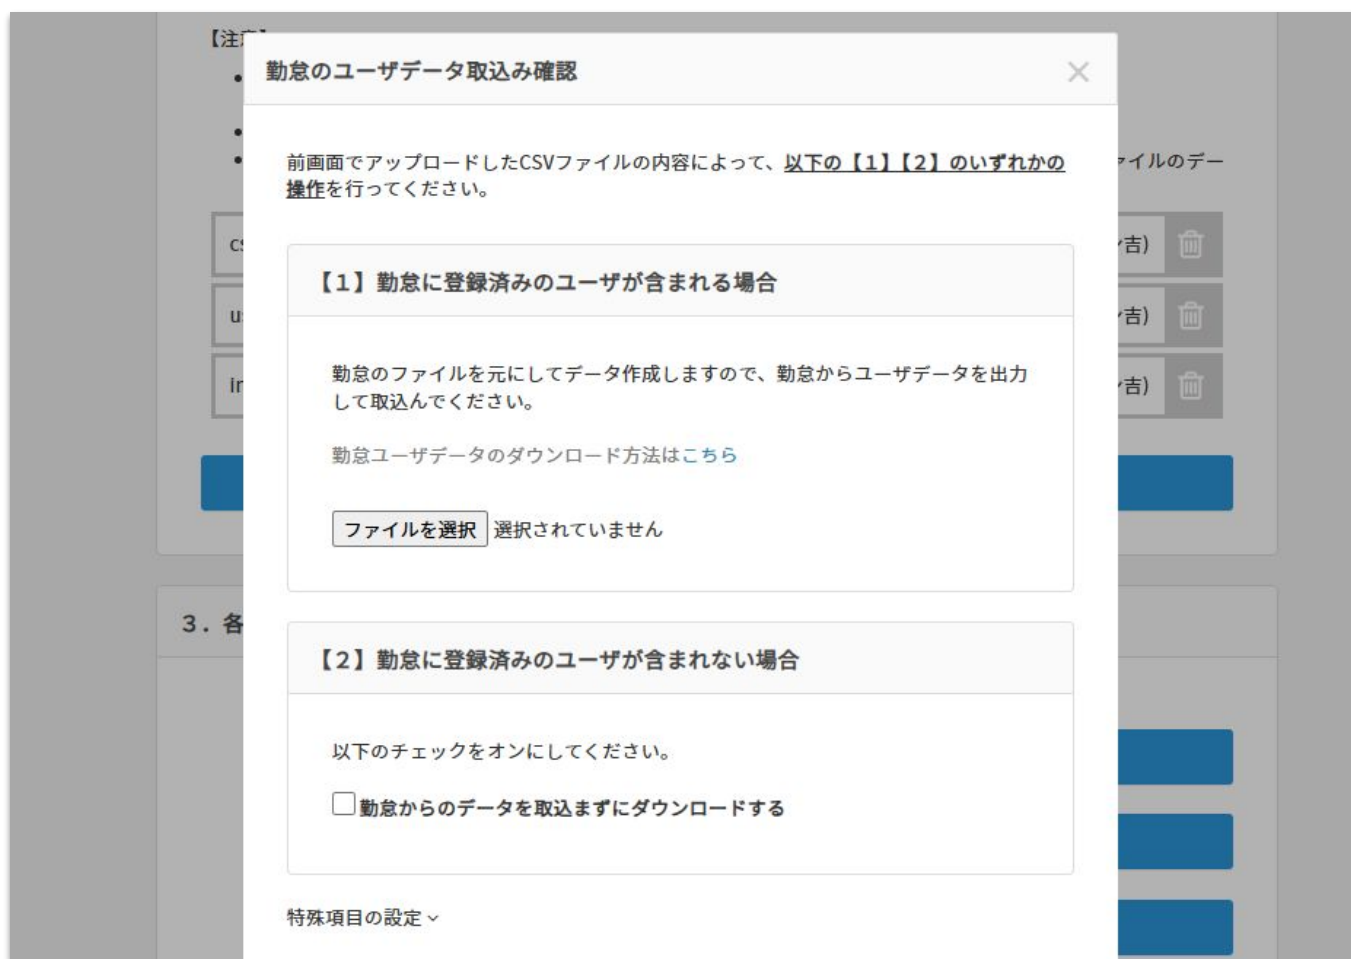 【注意】
勤怠のユーザデータ取込み確認
前画面でアップロードしたCSVファイルの内容によって、以下の【１】【２】のいずれかの
操作を行ってください。
ァイルのデー
cs
ン吉)
【１】勤怠に登録済みのユーザが含まれる場合
u
ン吉)
勤怠のファイルを元にしてデータ作成しますので、勤怠からユーザデータを出力
in
ン吉)
して取込んでください。
勤怠ユーザデータのダウンロード方法はこちら
ファイルを選択 選択されていません
３．各
【２】勤怠に登録済みのユーザが含まれない場合
以下のチェックをオンにしてください。
勤怠からのデータを取込まずにダウンロードする
特殊項目の設定